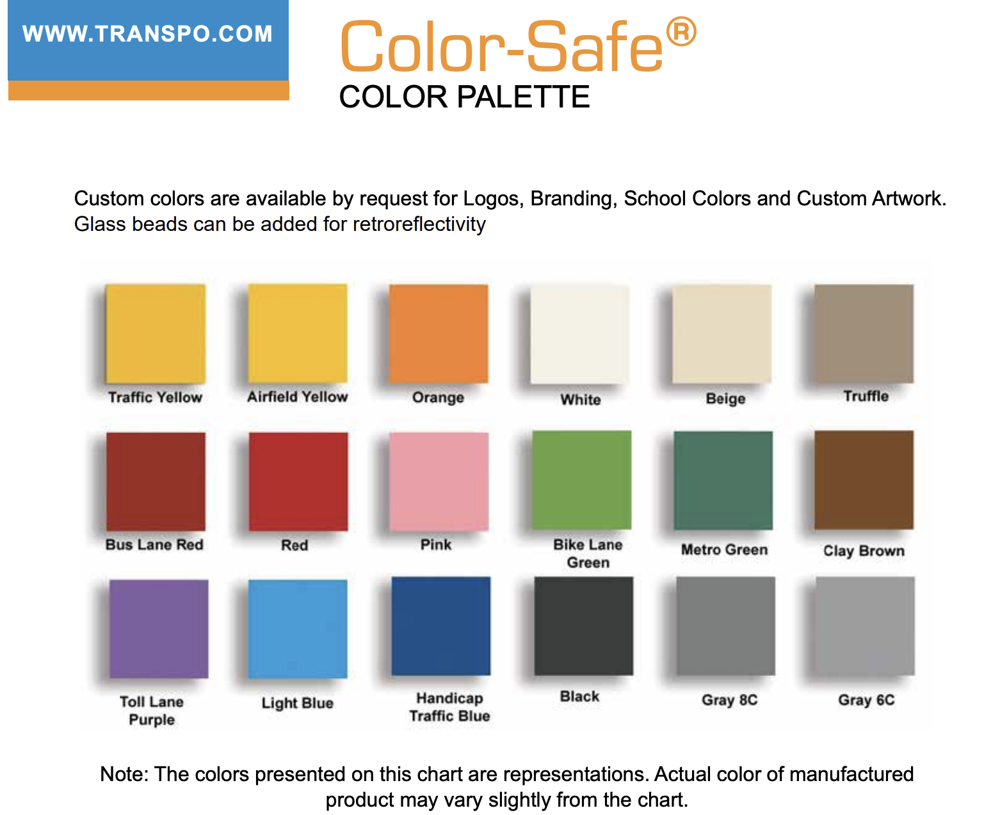 WWW.TRANSPO.COM
Color-Safe®
COLOR PALETTE
Custom colors are available by request for Logos, Branding, School Colors and Custom Artwork.
Glass beads can be added for retroreflectivity
Traffic Yellow
Airfield Yellow
Orange
White
Beige
Truffle
Bus Lane Red
Red
Pink
Bike Lane
Green
Metro Green
Clay Brown
Toll Lane
Purple
Light Blue
Handicap
Traffic Blue
Black
Gray 8C
Gray 6C
Note: The colors presented on this chart are representations. Actual color of manufactured
product may vary slightly from the chart.